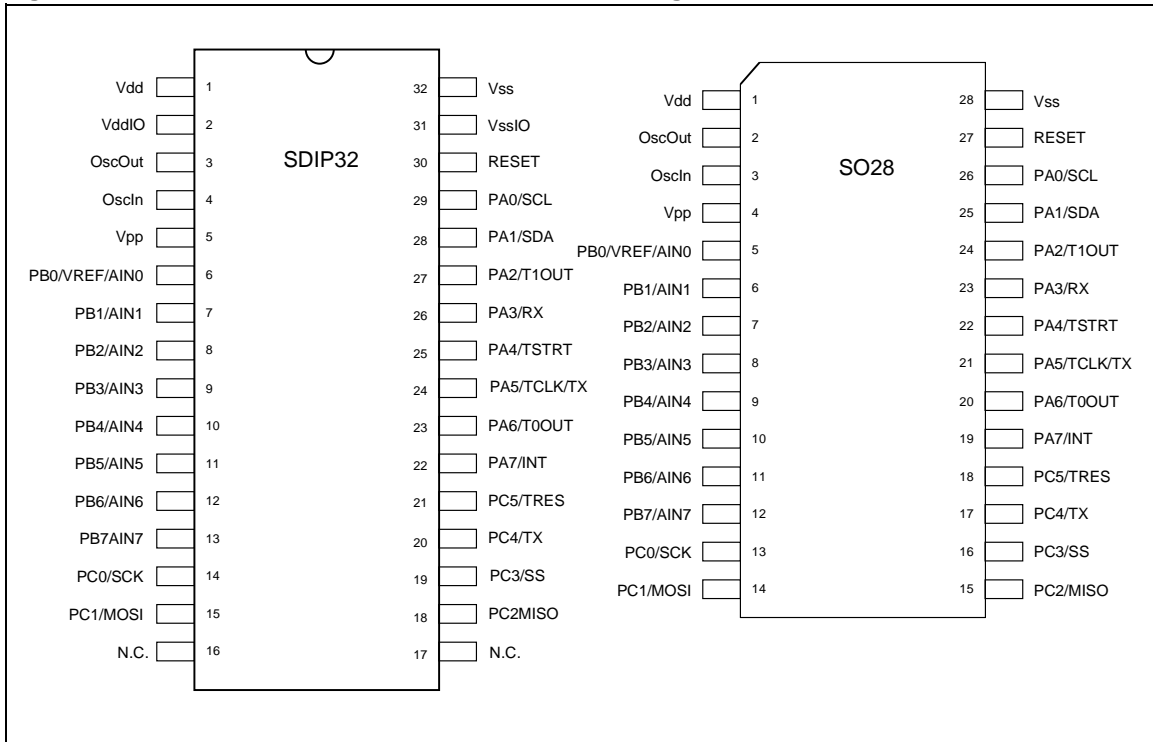 SDIP32
Vdd 1
VddIO 2
OscOut 3
OscIn 4
Vpp 5
PB0/VREF/AIN0 6
PB1/AIN1 7
PB2/AIN2 8
PB3/AIN3 9
PB4/AIN4 10
PB5/AIN5 11
PB6/AIN6 12
PB7AIN7 13
PC0/SCK 14
PC1/MOSI 15
N.C. 16
32 Vss
31 VssIO
30 RESET
29 PA0/SCL
28 PA1/SDA
27 PA2/T1OUT
26 PA3/RX
25 PA4/TSTRT
24 PA5/TCLK/TX
23 PA6/T0OUT
22 PA7/INT
21 PC5/TRES
20 PC4/TX
19 PC3/SS
18 PC2MISO
17 N.C.
SO28
Vdd 1
OscOut 2
OscIn 3
Vpp 4
PB0/VREF/AIN0 5
PB1/AIN1 6
PB2/AIN2 7
PB3/AIN3 8
PB4/AIN4 9
PB5/AIN5 10
PB6/AIN6 11
PB7/AIN7 12
PC0/SCK 13
PC1/MOSI 14
28 Vss
27 RESET
26 PA0/SCL
25 PA1/SDA
24 PA2/T1OUT
23 PA3/RX
22 PA4/TSTRT
21 PA5/TCLK/TX
20 PA6/T0OUT
19 PA7/INT
18 PC5/TRES
17 PC4/TX
16 PC3/SS
15 PC2/MISO